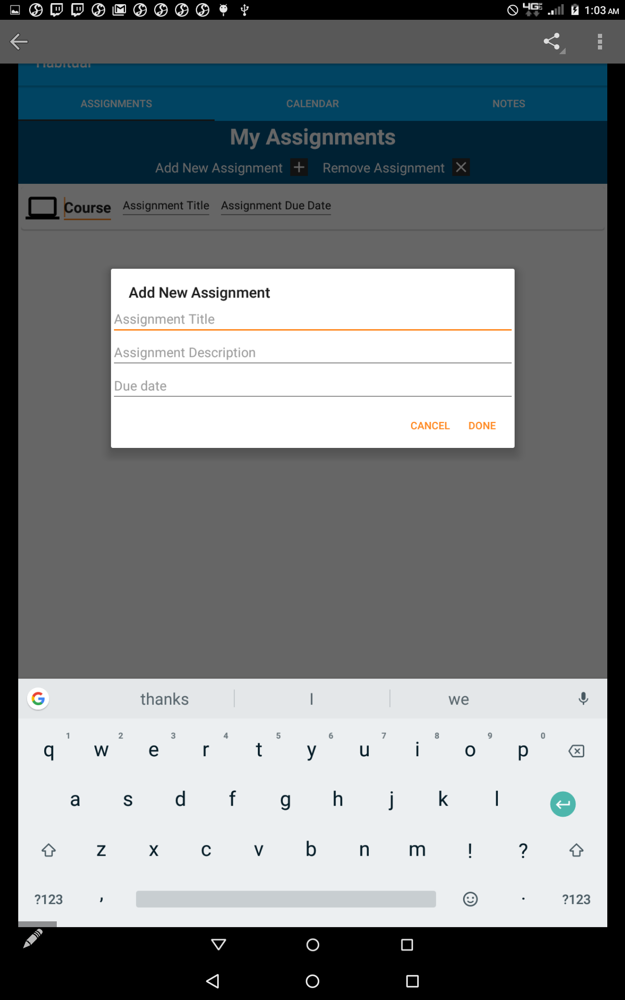 4G LTE 1:03 AM
Habitual
ASSIGNMENTS CALENDAR NOTES
My Assignments
Add New Assignment Remove Assignment
Course Assignment Title Assignment Due Date
Add New Assignment
Assignment Title
Assignment Description
Due date
CANCEL DONE
thanks I we
1 2 3 4 5 6 7 8 9 0
q w e r t y u i o p
a s d f g h j k l
z x c v b n m ! ?
?123 , . ?123